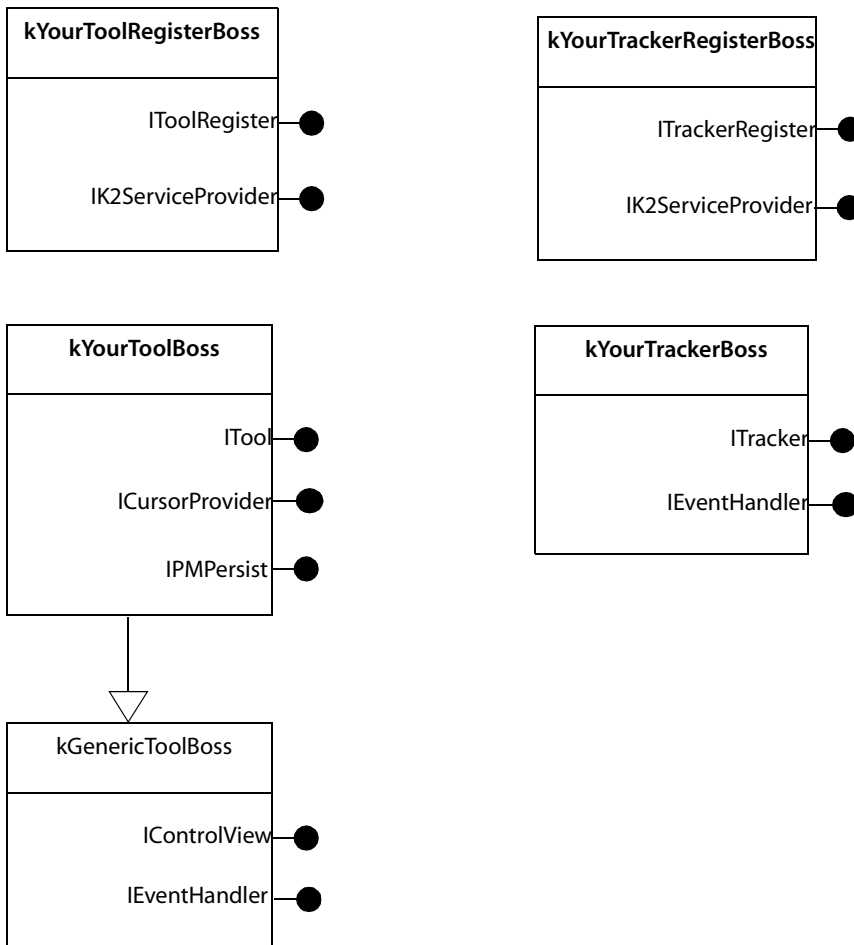 kYourToolRegisterBoss
IToolRegister
IK2ServiceProvider
kYourTrackerRegisterBoss
ITrackerRegister
IK2ServiceProvider
kYourToolBoss
ITool
ICursorProvider
IPMPersist
kYourTrackerBoss
ITracker
IEventHandler
kGenericToolBoss
IControlView
IEventHandler